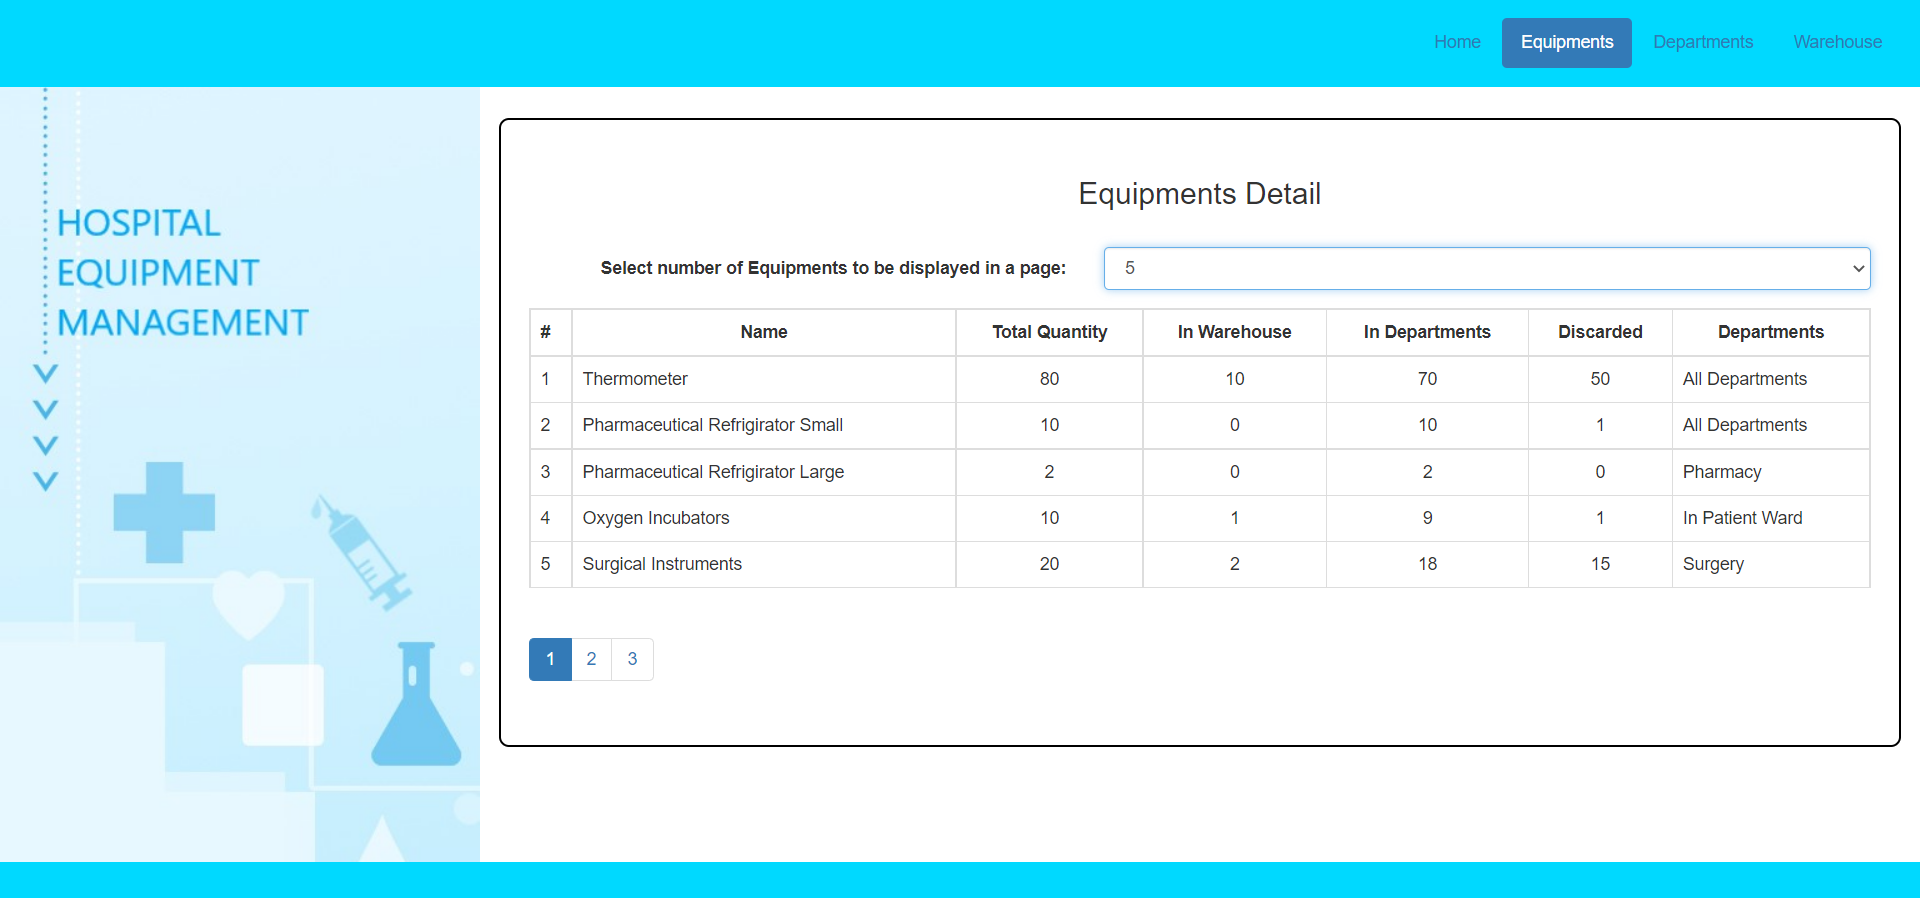 Home Equipments Departments Warehouse
HOSPITAL
EQUIPMENT
MANAGEMENT
Equipments Detail
Select number of Equipments to be displayed in a page: 5
# Name Total Quantity In Warehouse In Departments Discarded Departments
1 Thermometer 80 10 70 50 All Departments
2 Pharmaceutical Refrigirator Small 10 0 10 1 All Departments
3 Pharmaceutical Refrigirator Large 2 0 2 0 Pharmacy
4 Oxygen Incubators 10 1 9 1 In Patient Ward
5 Surgical Instruments 20 2 18 15 Surgery
1 2 3